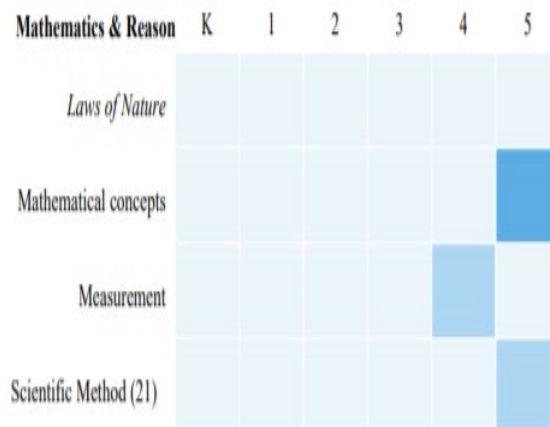 Mathematics & Reason K 1 2 3 4 5
Laws of Nature
Mathematical concepts
Measurement
Scientific Method (21)